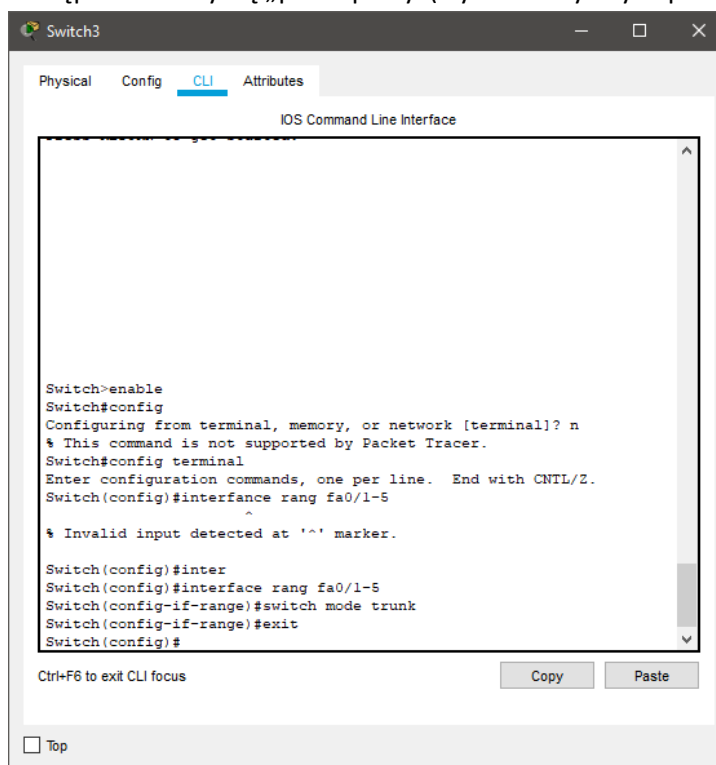 Switch3
Physical Config CLI Attributes
IOS Command Line Interface
Switch>enable
Switch#config
Configuring from terminal, memory, or network [terminal]? n
% This command is not supported by Packet Tracer.
Switch#config terminal
Enter configuration commands, one per line. End with CNTL/Z.
Switch(config)#interfance rang fa0/1-5
^
% Invalid input detected at '^' marker.
Switch(config)#inter
Switch(config)#interface rang fa0/1-5
Switch(config-if-range)#switch mode trunk
Switch(config-if-range)#exit
Switch(config)#
Ctrl+F6 to exit CLI focus
Copy Paste
Top